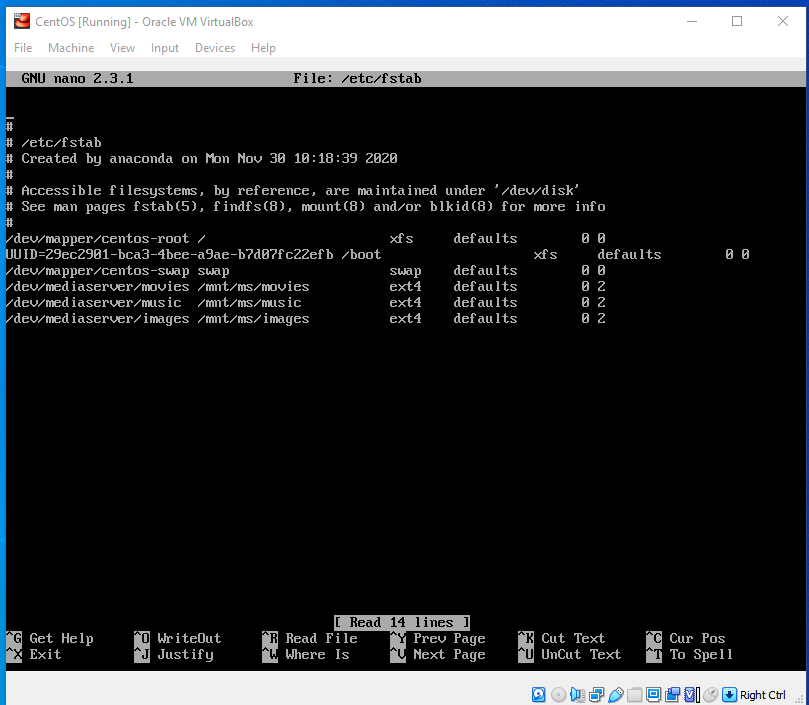 CentOS [Running] - Oracle VM VirtualBox
File Machine View Input Devices Help
GNU nano 2.3.1 File: /etc/fstab
#
# /etc/fstab
# Created by anaconda on Mon Nov 30 10:18:39 2020
#
# Accessible filesystems, by reference, are maintained under '/dev/disk'
# See man pages fstab(5), findfs(8), mount(8) and/or blkid(8) for more info
#
/dev/mapper/centos-root / xfs defaults 0 0
UUID=29ec2901-bca3-4bee-a9ae-b7d07fc22efb /boot xfs defaults 0 0
/dev/mapper/centos-swap swap swap defaults 0 0
/dev/mediaserver/movies /mnt/ms/movies ext4 defaults 0 2
/dev/mediaserver/music /mnt/ms/music ext4 defaults 0 2
/dev/mediaserver/images /mnt/ms/images ext4 defaults 0 2
[ Read 14 lines ]
^G Get Help ^O WriteOut ^R Read File ^Y Prev Page ^K Cut Text ^C Cur Pos
^X Exit ^J Justify ^W Where Is ^V Next Page ^U UnCut Text ^T To Spell
Right Ctrl